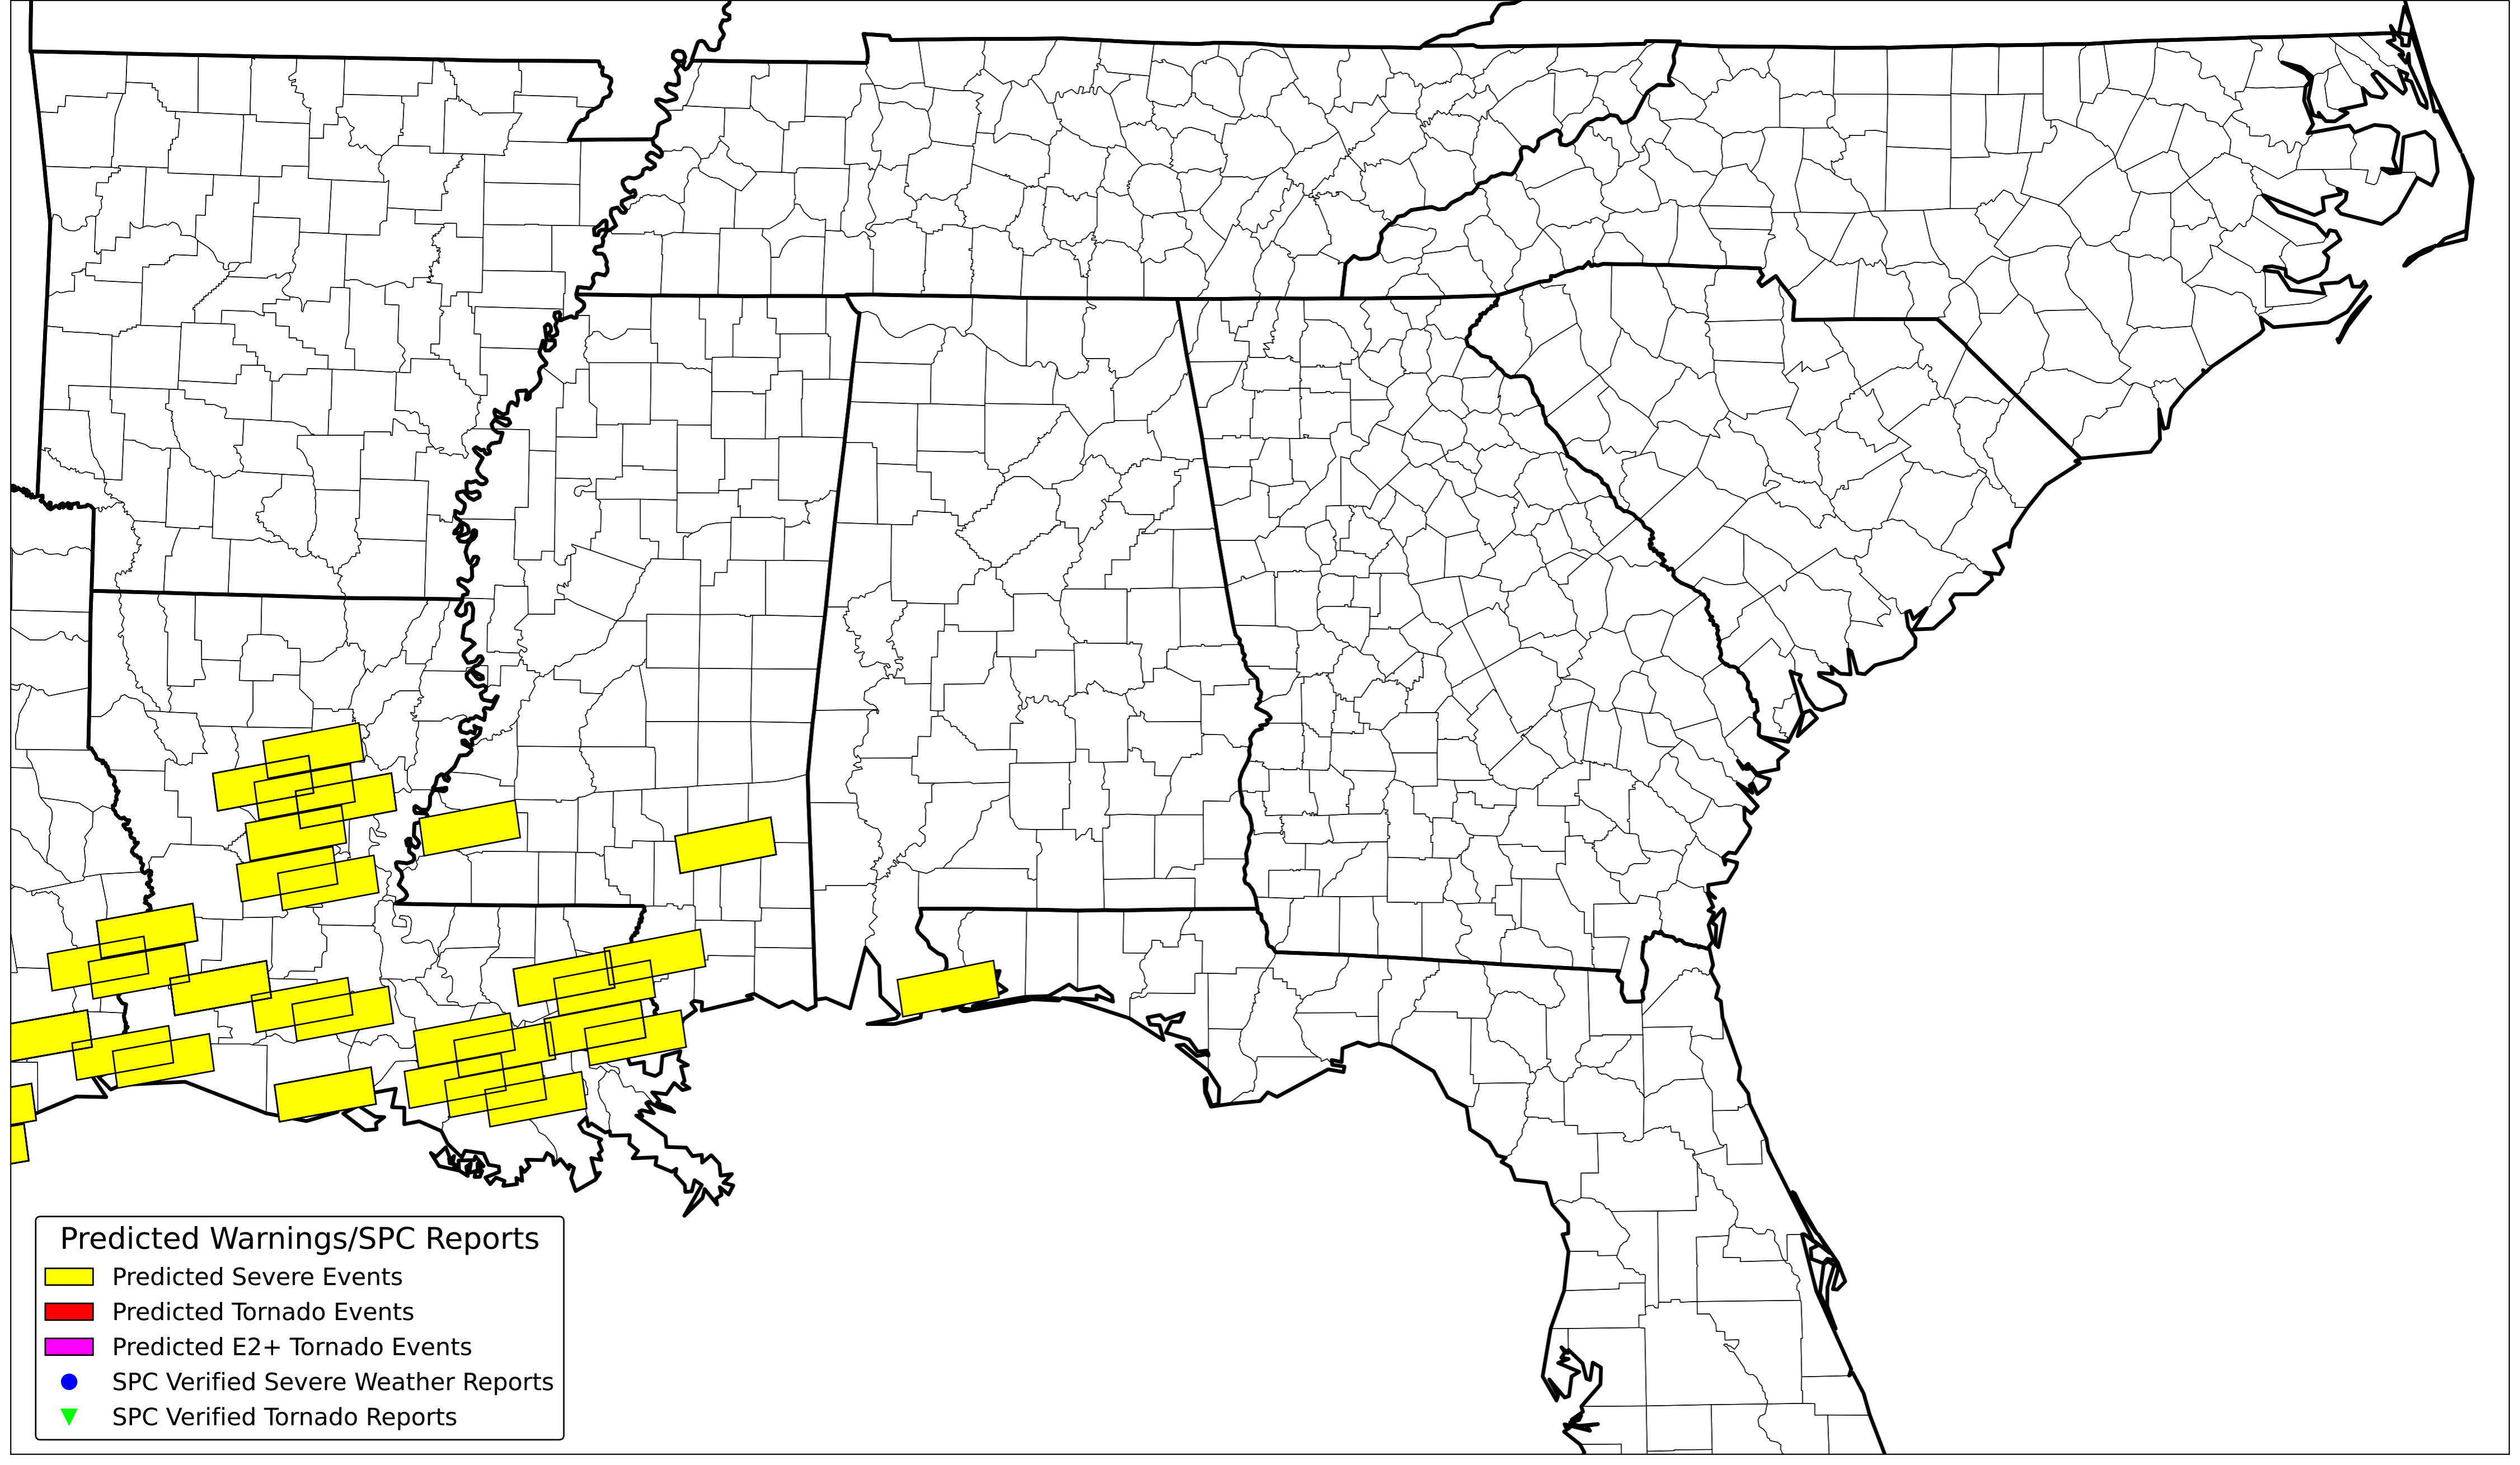 Predicted Warnings/SPC Reports
Predicted Severe Events
Predicted Tornado Events
Predicted E2+ Tornado Events
SPC Verified Severe Weather Reports
SPC Verified Tornado Reports